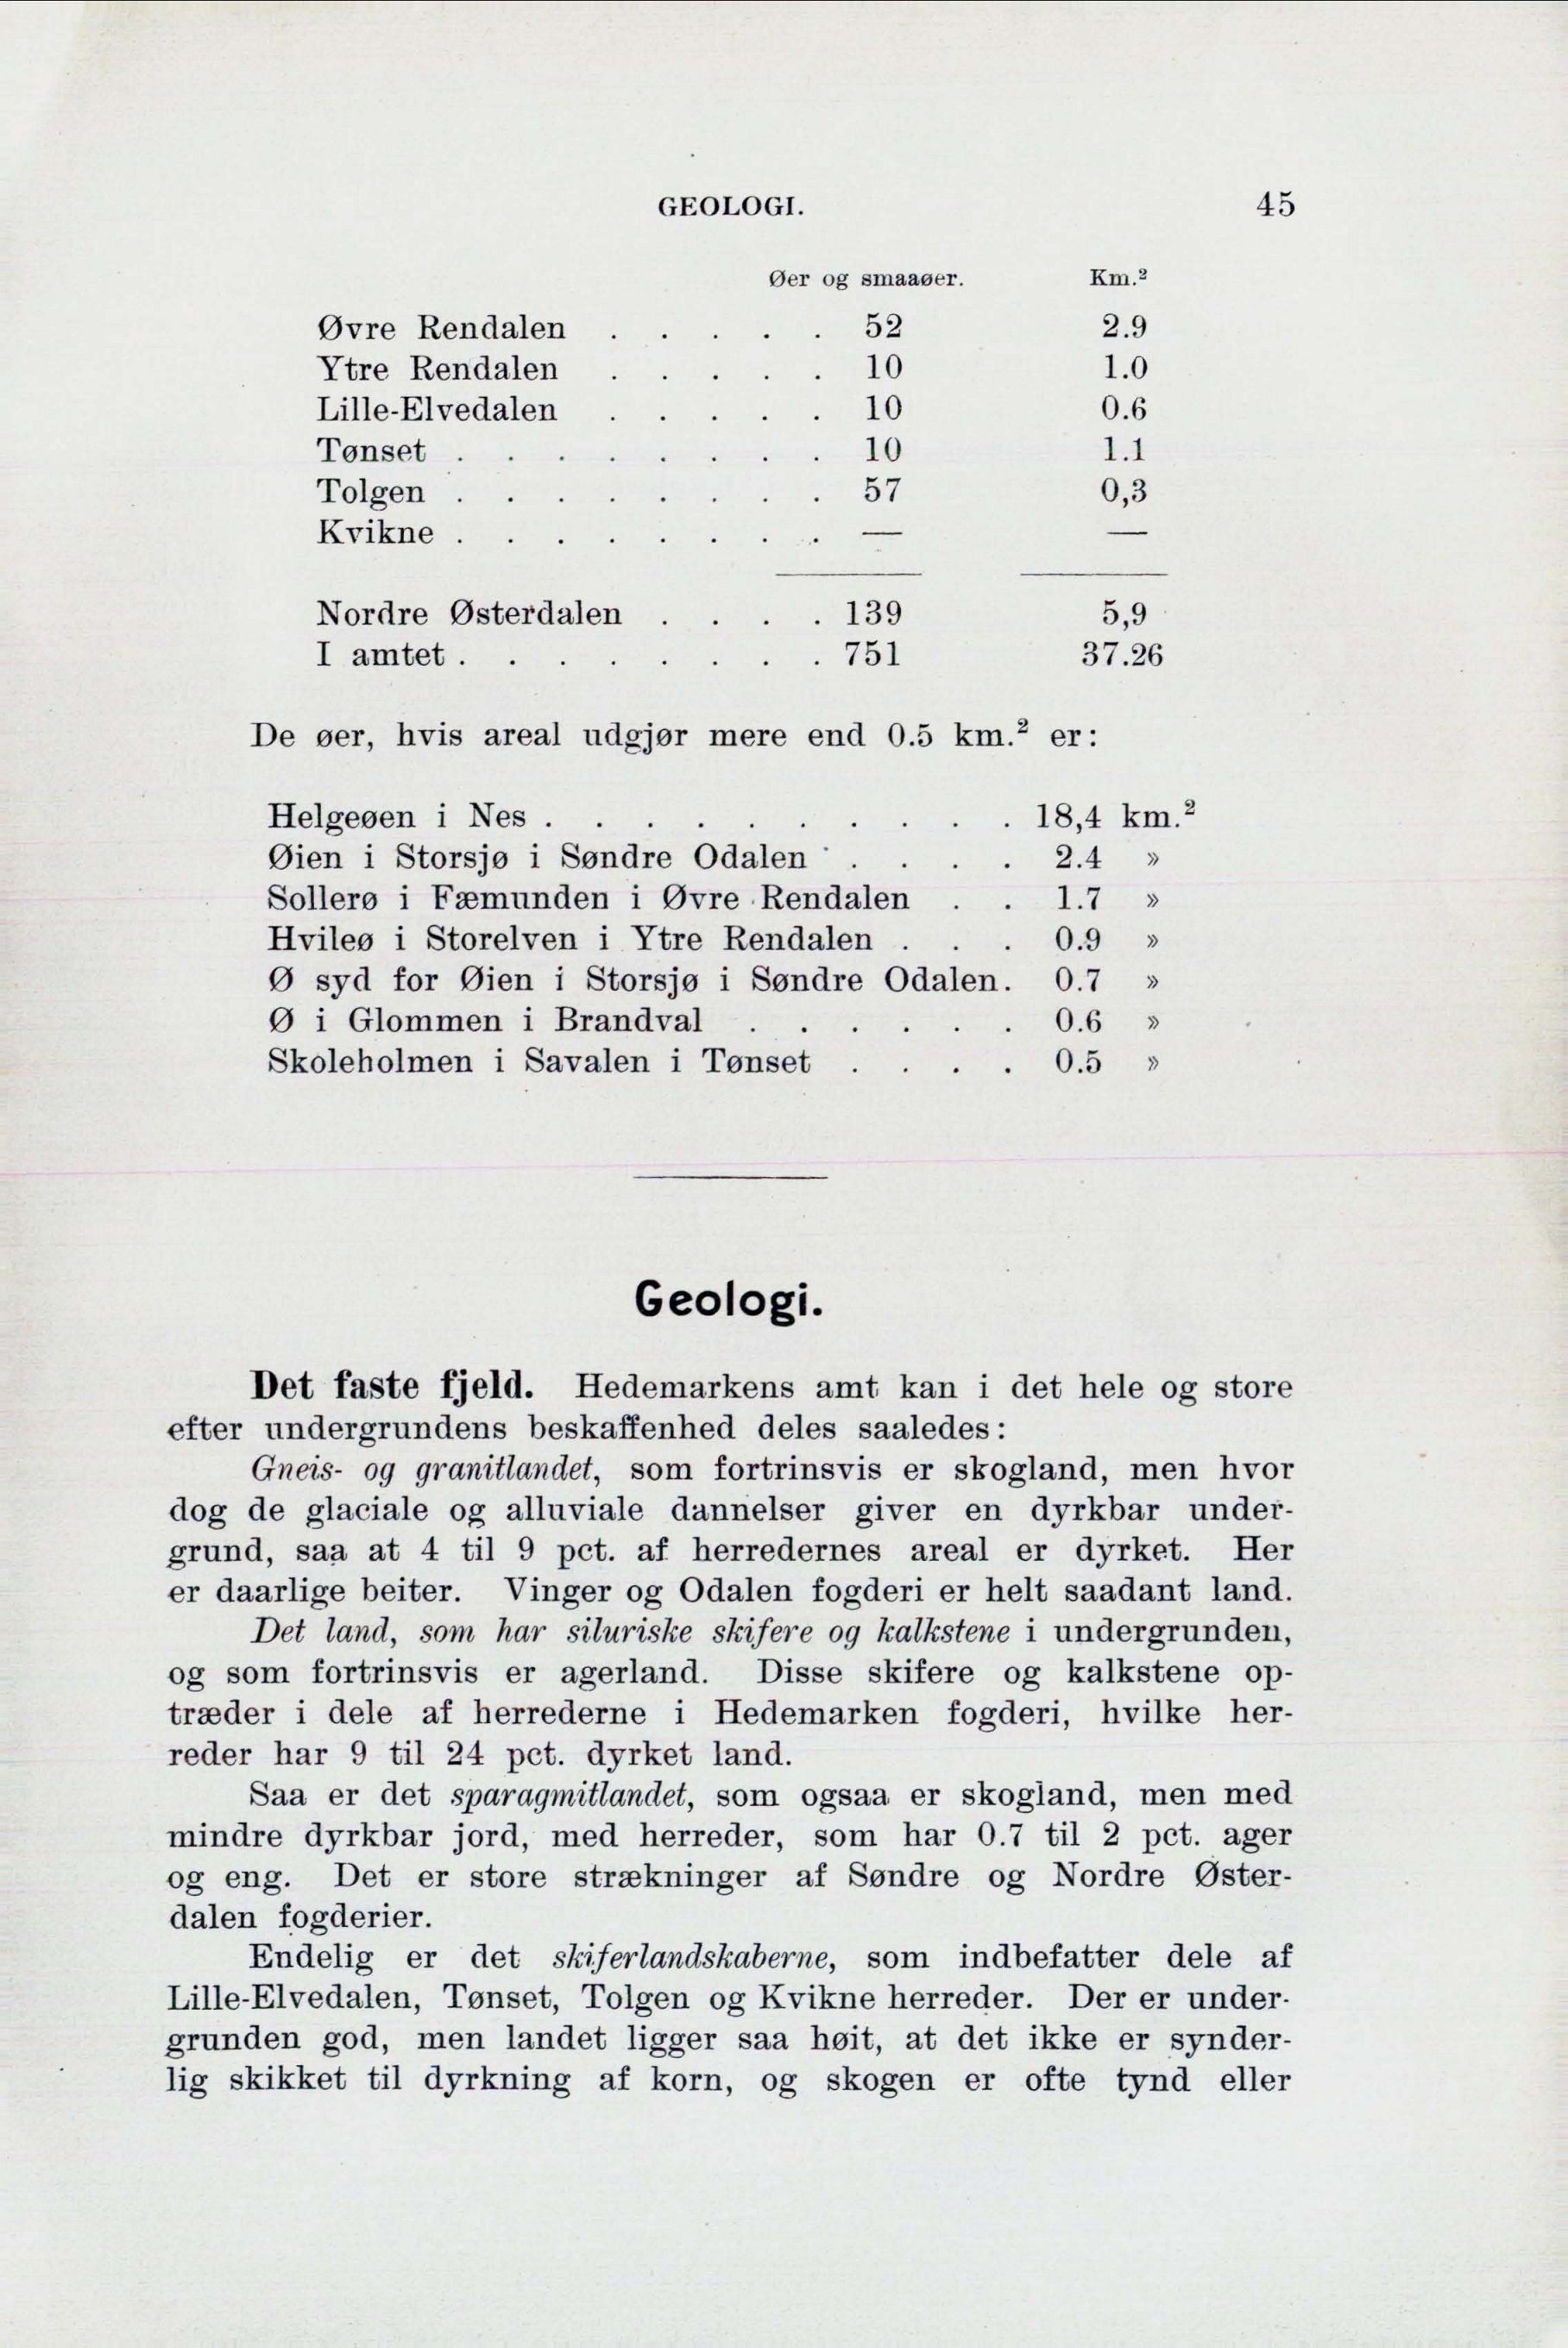 GEOLOGI. 45
Øer og smaaøer. Km.²
Øvre Rendalen . . . . . 52 2.9
Ytre Rendalen . . . . . 10 1.0
Lille-Elvedalen . . . . . 10 0.6
Tønset . . . . . . . . 10 1.1
Tolgen . . . . . . . . 57 0,3
Kvikne . . . . . . . . — —
Nordre Østerdalen . . . . 139 5,9
I amtet . . . . . . . . 751 37.26
De øer, hvis areal udgjør mere end 0.5 km.² er:
Helgeøen i Nes . . . . . . . . . . 18,4 km.²
Øien i Storsjø i Søndre Odalen . . . . 2.4 »
Sollerø i Fæmunden i Øvre Rendalen . . 1.7 »
Hvileø i Storelven i Ytre Rendalen . . . 0.9 »
Ø syd for Øien i Storsjø i Søndre Odalen. 0.7 »
Ø i Glommen i Brandval . . . . . . 0.6 »
Skoleholmen i Savalen i Tønset . . . . 0.5 »
Geologi.
Det faste fjeld. Hedemarkens amt kan i det hele og store
efter undergrundens beskaffenhed deles saaledes:
Gneis- og granitlandet, som fortrinsvis er skogland, men hvor
dog de glaciale og alluviale dannelser giver en dyrkbar under-
grund, saa at 4 til 9 pct. af herredernes areal er dyrket. Her
er daarlige beiter. Vinger og Odalen fogderi er helt saadant land.
Det land, som har siluriske skifere og kalkstene i undergrunden,
og som fortrinsvis er agerland. Disse skifere og kalkstene op-
træder i dele af herrederne i Hedemarken fogderi, hvilke her-
reder har 9 til 24 pct. dyrket land.
Saa er det sparagmitlandet, som ogsaa er skogland, men med
mindre dyrkbar jord, med herreder, som har 0.7 til 2 pct. ager
og eng. Det er store strækninger af Søndre og Nordre Øster-
dalen fogderier.
Endelig er det skiferlandskaberne, som indbefatter dele af
Lille-Elvedalen, Tønset, Tolgen og Kvikne herreder. Der er under-
grunden god, men landet ligger saa høit, at det ikke er synder-
lig skikket til dyrkning af korn, og skogen er ofte tynd eller